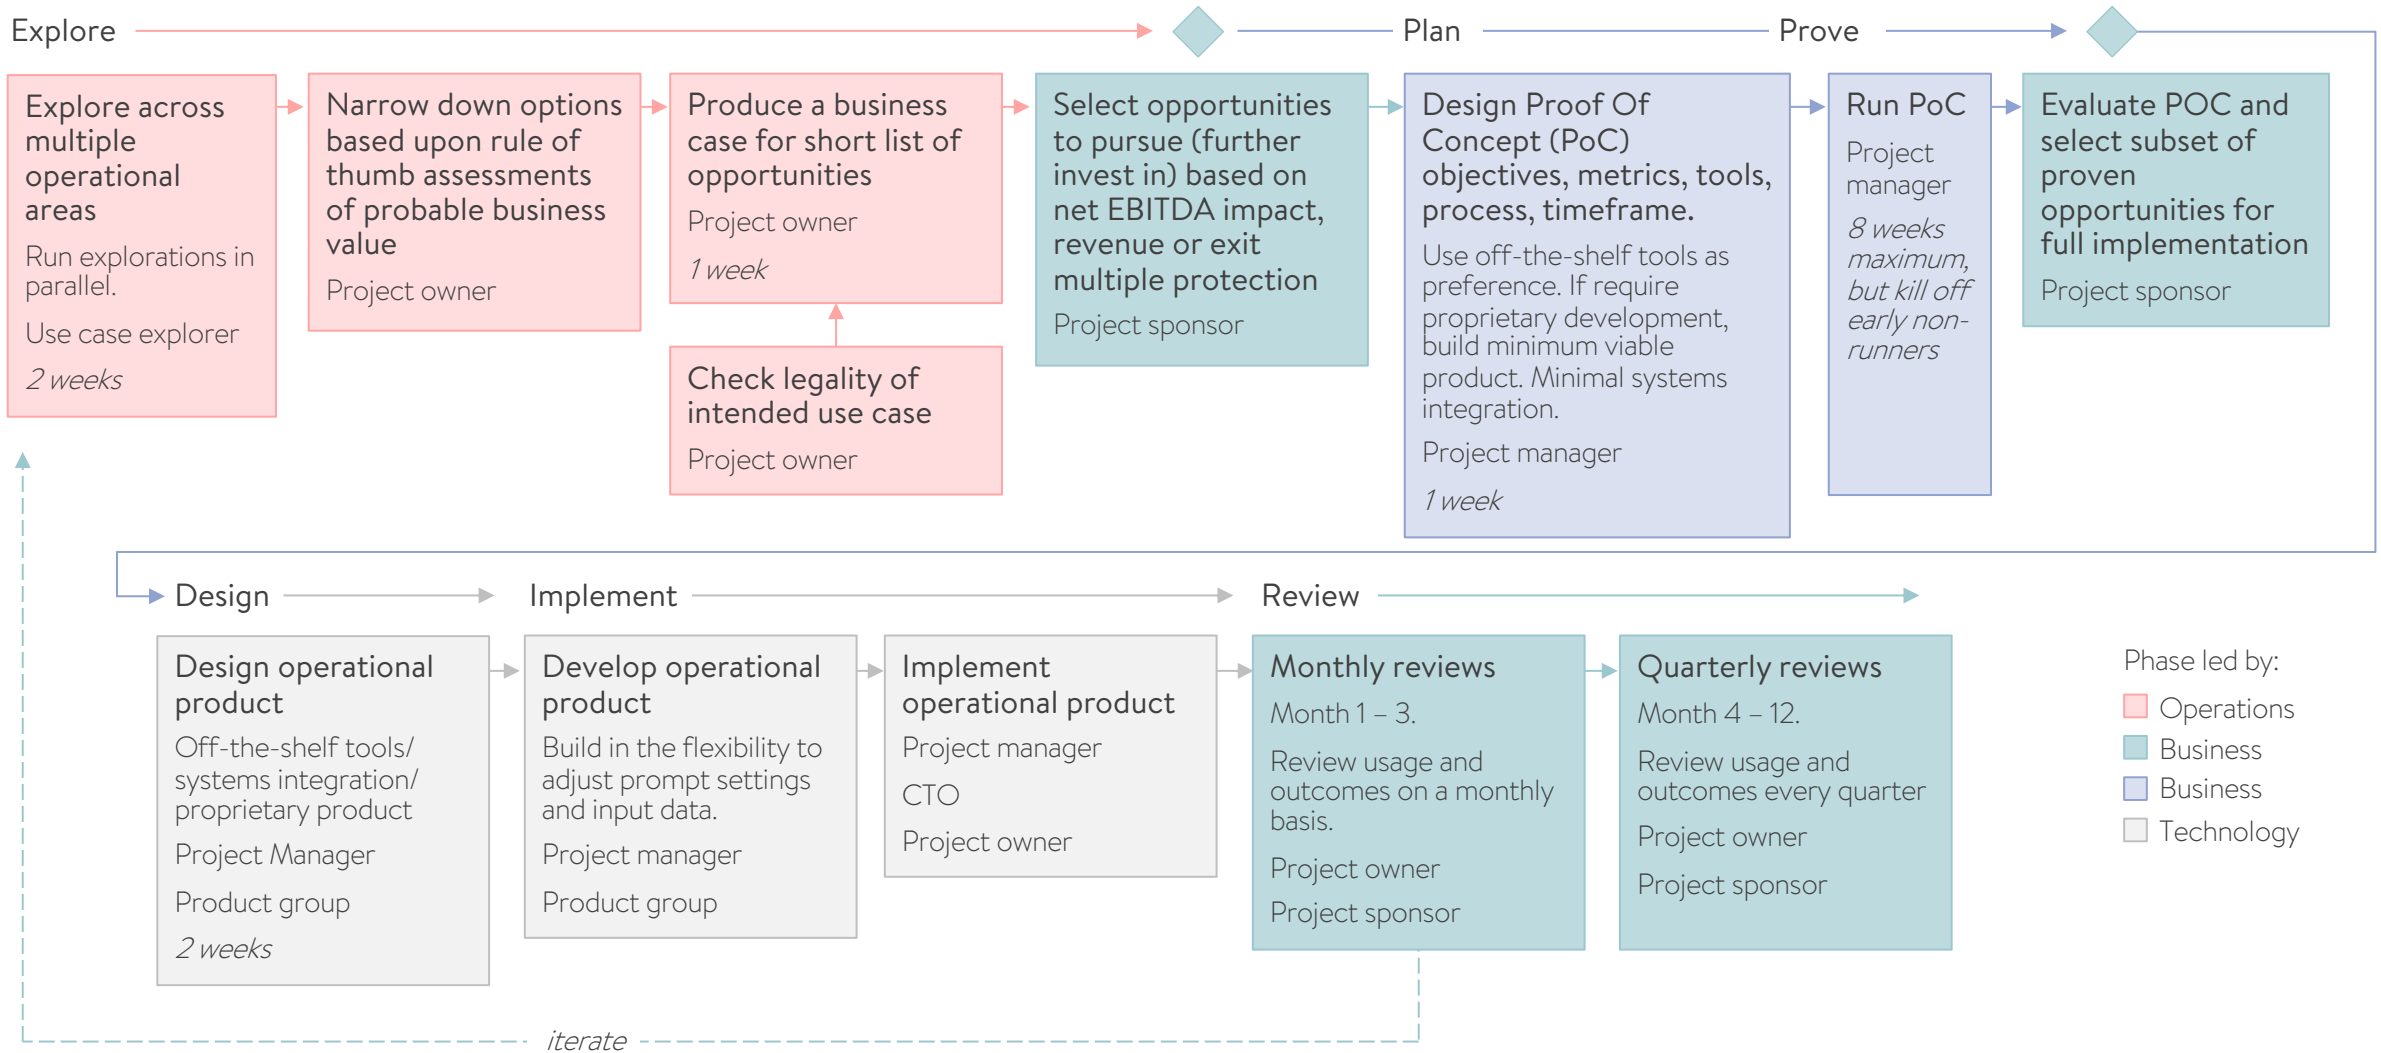 Explore
Plan
Prove
Explore across
multiple
operational
areas
Run explorations in
parallel.
Use case explorer
2 weeks
Narrow down options
based upon rule of
thumb assessments
of probable business
value
Project owner
Produce a business
case for short list of
opportunities
Project owner
1 week
Check legality of
intended use case
Project owner
Select opportunities
to pursue (further
invest in) based on
net EBITDA impact,
revenue or exit
multiple protection
Project sponsor
Design Proof Of
Concept (PoC)
objectives, metrics, tools,
process, timeframe.
Use off-the-shelf tools as
preference. If require
proprietary development,
build minimum viable
product. Minimal systems
integration.
Project manager
1 week
Run PoC
Project
manager
8 weeks
maximum,
but kill off
early non-
runners
Evaluate POC and
select subset of
proven
opportunities for
full implementation
Project sponsor
Design
Implement
Review
Design operational
product
Off-the-shelf tools/
systems integration/
proprietary product
Project Manager
Product group
2 weeks
Develop operational
product
Build in the flexibility to
adjust prompt settings
and input data.
Project manager
Product group
Implement
operational product
Project manager
CTO
Project owner
Monthly reviews
Month 1 – 3.
Review usage and
outcomes on a monthly
basis.
Project owner
Project sponsor
Quarterly reviews
Month 4 – 12.
Review usage and
outcomes every quarter
Project owner
Project sponsor
Phase led by:
Operations
Business
Business
Technology
iterate